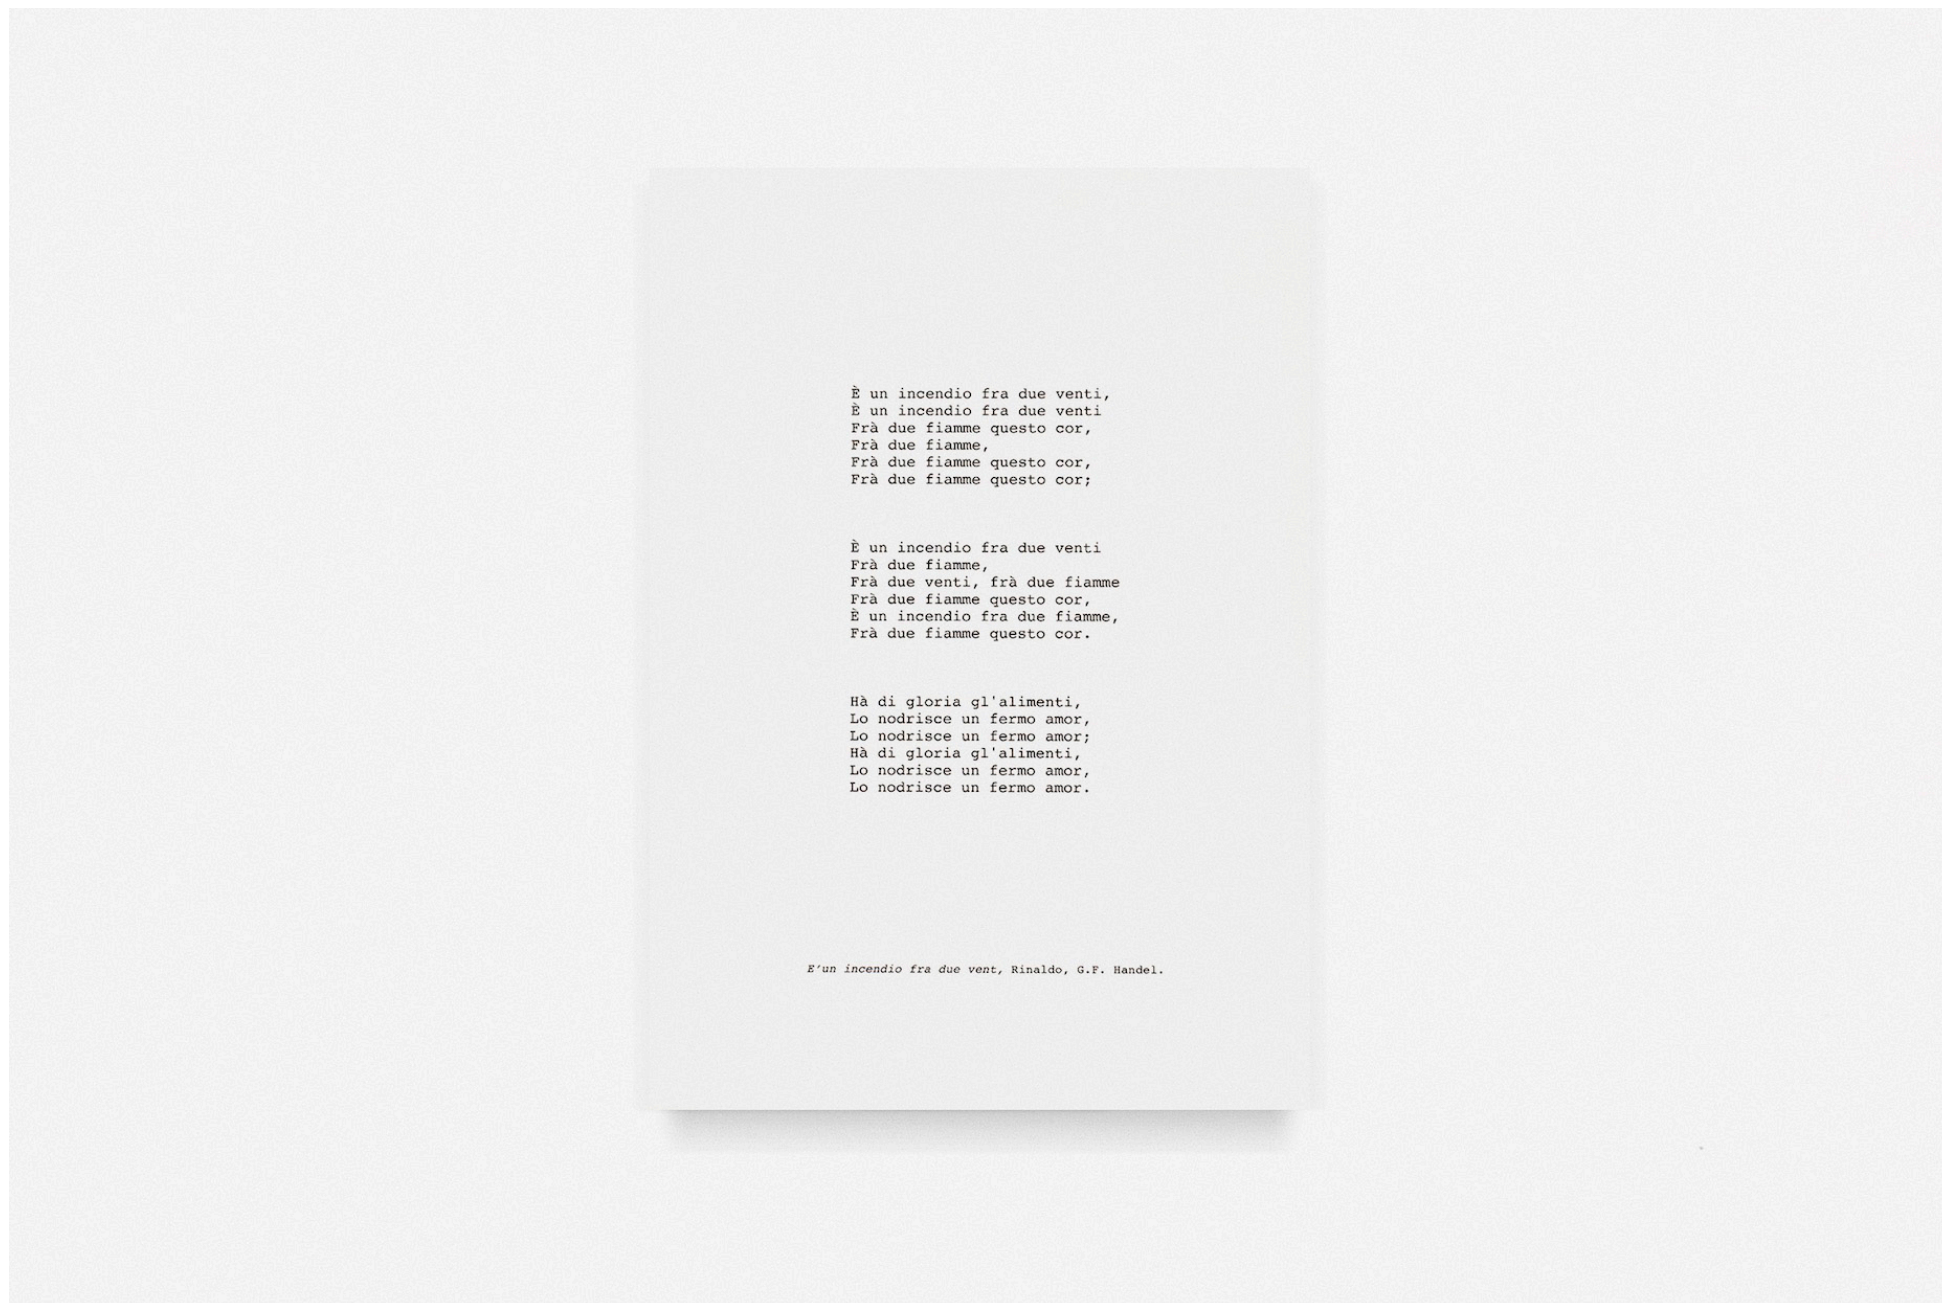 È un incendio fra due venti,
È un incendio fra due venti
Frà due fiamme questo cor,
Frà due fiamme,
Frà due fiamme questo cor,
Frà due fiamme questo cor;
È un incendio fra due venti
Frà due fiamme,
Frà due venti, frà due fiamme
Frà due fiamme questo cor,
È un incendio fra due fiamme,
Frà due fiamme questo cor.
Hà di gloria gl'alimenti,
Lo nodrisce un fermo amor,
Lo nodrisce un fermo amor;
Hà di gloria gl'alimenti,
Lo nodrisce un fermo amor,
Lo nodrisce un fermo amor.
E'un incendio fra due vent, Rinaldo, G.F. Handel.